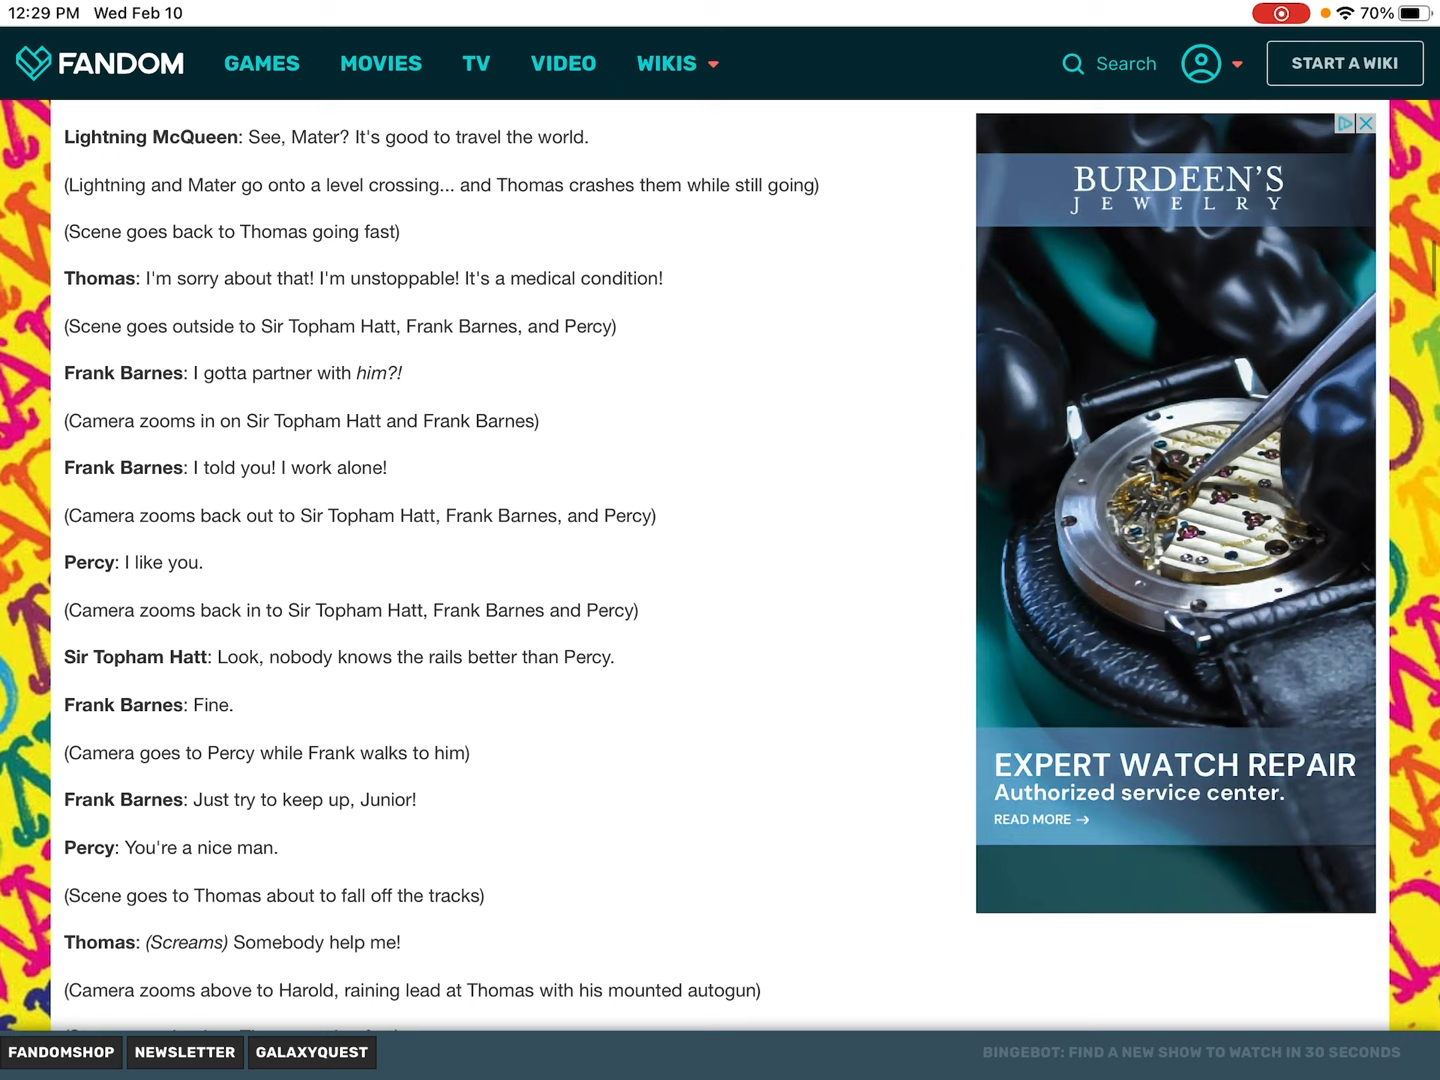 12:29 PM Wed Feb 10
70%
FANDOM GAMES MOVIES TV VIDEO WIKIS Search START A WIKI
Lightning McQueen: See, Mater? It's good to travel the world.
(Lightning and Mater go onto a level crossing... and Thomas crashes them while still going)
(Scene goes back to Thomas going fast)
Thomas: I'm sorry about that! I'm unstoppable! It's a medical condition!
(Scene goes outside to Sir Topham Hatt, Frank Barnes, and Percy)
Frank Barnes: I gotta partner with him?!
(Camera zooms in on Sir Topham Hatt and Frank Barnes)
Frank Barnes: I told you! I work alone!
(Camera zooms back out to Sir Topham Hatt, Frank Barnes, and Percy)
Percy: I like you.
(Camera zooms back in to Sir Topham Hatt, Frank Barnes and Percy)
Sir Topham Hatt: Look, nobody knows the rails better than Percy.
Frank Barnes: Fine.
(Camera goes to Percy while Frank walks to him)
Frank Barnes: Just try to keep up, Junior!
Percy: You're a nice man.
(Scene goes to Thomas about to fall off the tracks)
Thomas: (Screams) Somebody help me!
(Camera zooms above to Harold, raining lead at Thomas with his mounted autogun)
BURDEEN'S
JEWELRY
EXPERT WATCH REPAIR
Authorized service center.
READ MORE →
FANDOMSHOP NEWSLETTER GALAXYQUEST
BINGEBOT: FIND A NEW SHOW TO WATCH IN 30 SECONDS